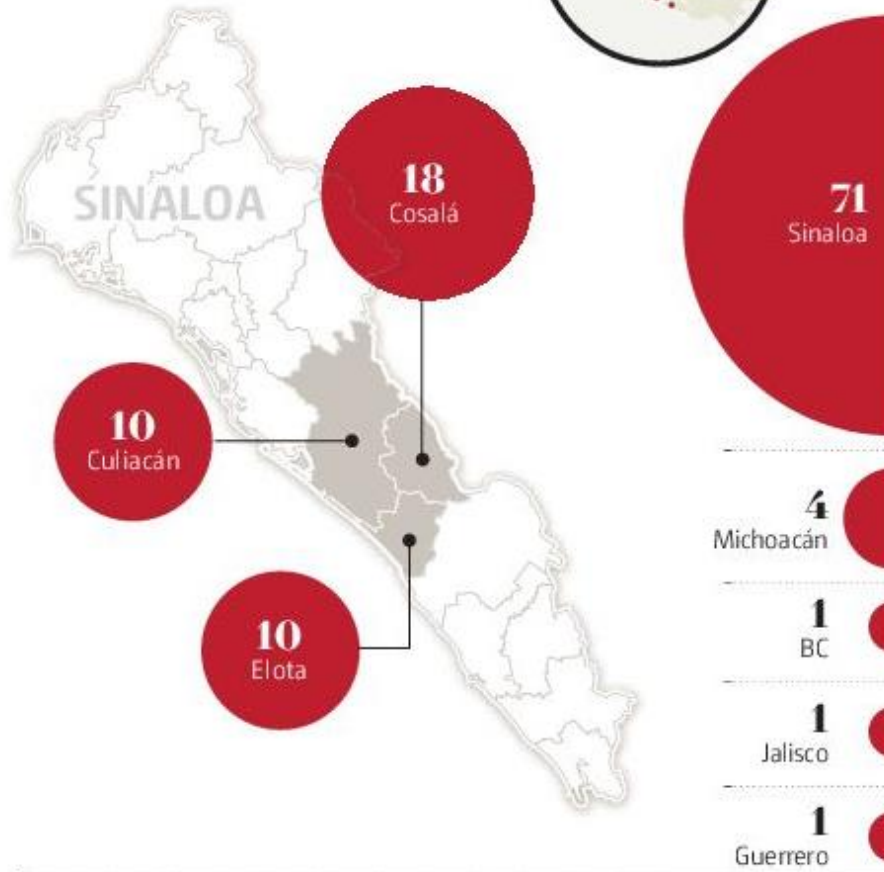 SINALOA
18
Cosalá
10
Culiacán
10
Elota
71
Sinaloa
4
Michoacán
1
BC
1
Jalisco
1
Guerrero